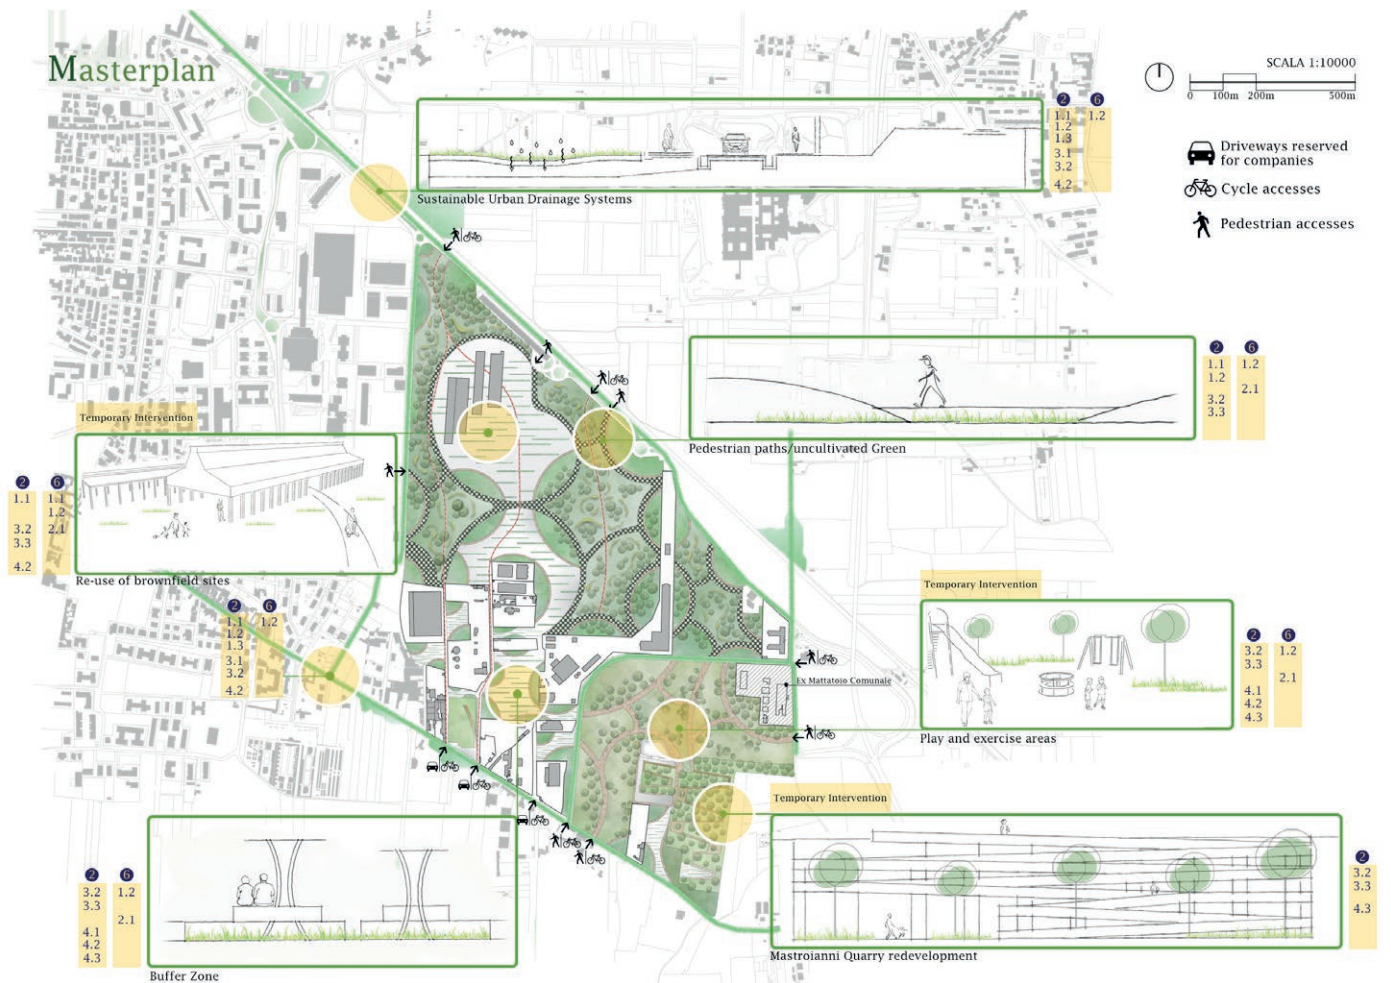 Masterplan
SCALA 1:10000
0 100m 200m 500m
Driveways reserved
for companies
Cycle accesses
Pedestrian accesses
2 6
1.1 1.2
1.2
1.3
3.1
3.2
4.2
Sustainable Urban Drainage Systems
2 6
1.1 1.2
1.2
2.1
3.2
3.3
Pedestrian paths/uncultivated Green
Temporary Intervention
2 6
1.1 1.1
1.2
3.2 2.1
3.3
4.2
Re-use of brownfield sites
2 6
1.1 1.2
1.2
1.3
3.1
3.2
4.2
Temporary Intervention
2 6
3.2 1.2
3.3
2.1
4.1
4.2
4.3
Play and exercise areas
Ex Mattatoio Comunale
Temporary Intervention
2
3.2
3.3
4.3
Mastroianni Quarry redevelopment
2 6
3.2 1.2
3.3
2.1
4.1
4.2
4.3
Buffer Zone